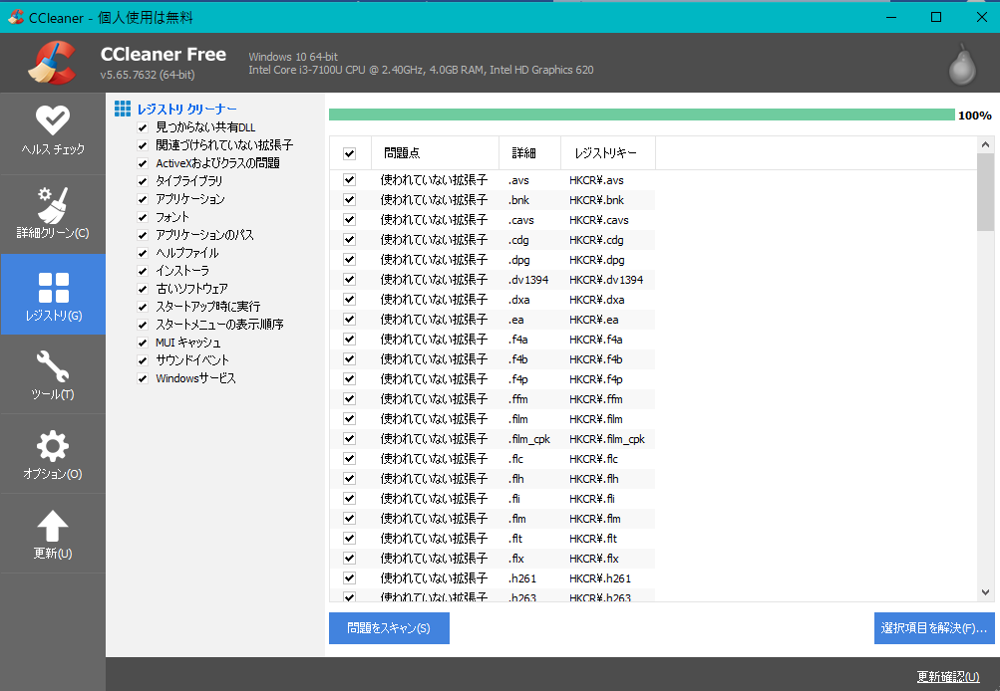 CCleaner - 個人使用は無料
CCleaner Free
v5.65.7632 (64-bit)
Windows 10 64-bit
Intel Core i3-7100U CPU @ 2.40GHz, 4.0GB RAM, Intel HD Graphics 620
ヘルス チェック
詳細クリーン(C)
レジストリ(G)
ツール(T)
オプション(O)
更新(U)
レジストリ クリーナー
見つからない共有DLL
関連づけられていない拡張子
ActiveXおよびクラスの問題
タイプライブラリ
アプリケーション
フォント
アプリケーションのパス
ヘルプファイル
インストーラ
古いソフトウェア
スタートアップ時に実行
スタートメニューの表示順序
MUI キャッシュ
サウンドイベント
Windowsサービス
100%
問題点 詳細 レジストリキー
使われていない拡張子 .avs HKCR¥.avs
使われていない拡張子 .bnk HKCR¥.bnk
使われていない拡張子 .cavs HKCR¥.cavs
使われていない拡張子 .cdg HKCR¥.cdg
使われていない拡張子 .dpg HKCR¥.dpg
使われていない拡張子 .dv1394 HKCR¥.dv1394
使われていない拡張子 .dxa HKCR¥.dxa
使われていない拡張子 .ea HKCR¥.ea
使われていない拡張子 .f4a HKCR¥.f4a
使われていない拡張子 .f4b HKCR¥.f4b
使われていない拡張子 .f4p HKCR¥.f4p
使われていない拡張子 .ffm HKCR¥.ffm
使われていない拡張子 .film HKCR¥.film
使われていない拡張子 .film_cpk HKCR¥.film_cpk
使われていない拡張子 .flc HKCR¥.flc
使われていない拡張子 .flh HKCR¥.flh
使われていない拡張子 .fli HKCR¥.fli
使われていない拡張子 .flm HKCR¥.flm
使われていない拡張子 .flt HKCR¥.flt
使われていない拡張子 .flx HKCR¥.flx
使われていない拡張子 .h261 HKCR¥.h261
使われていない拡張子 .h263 HKCR¥.h263
問題をスキャン(S)
選択項目を解決(F)...
更新確認(U)